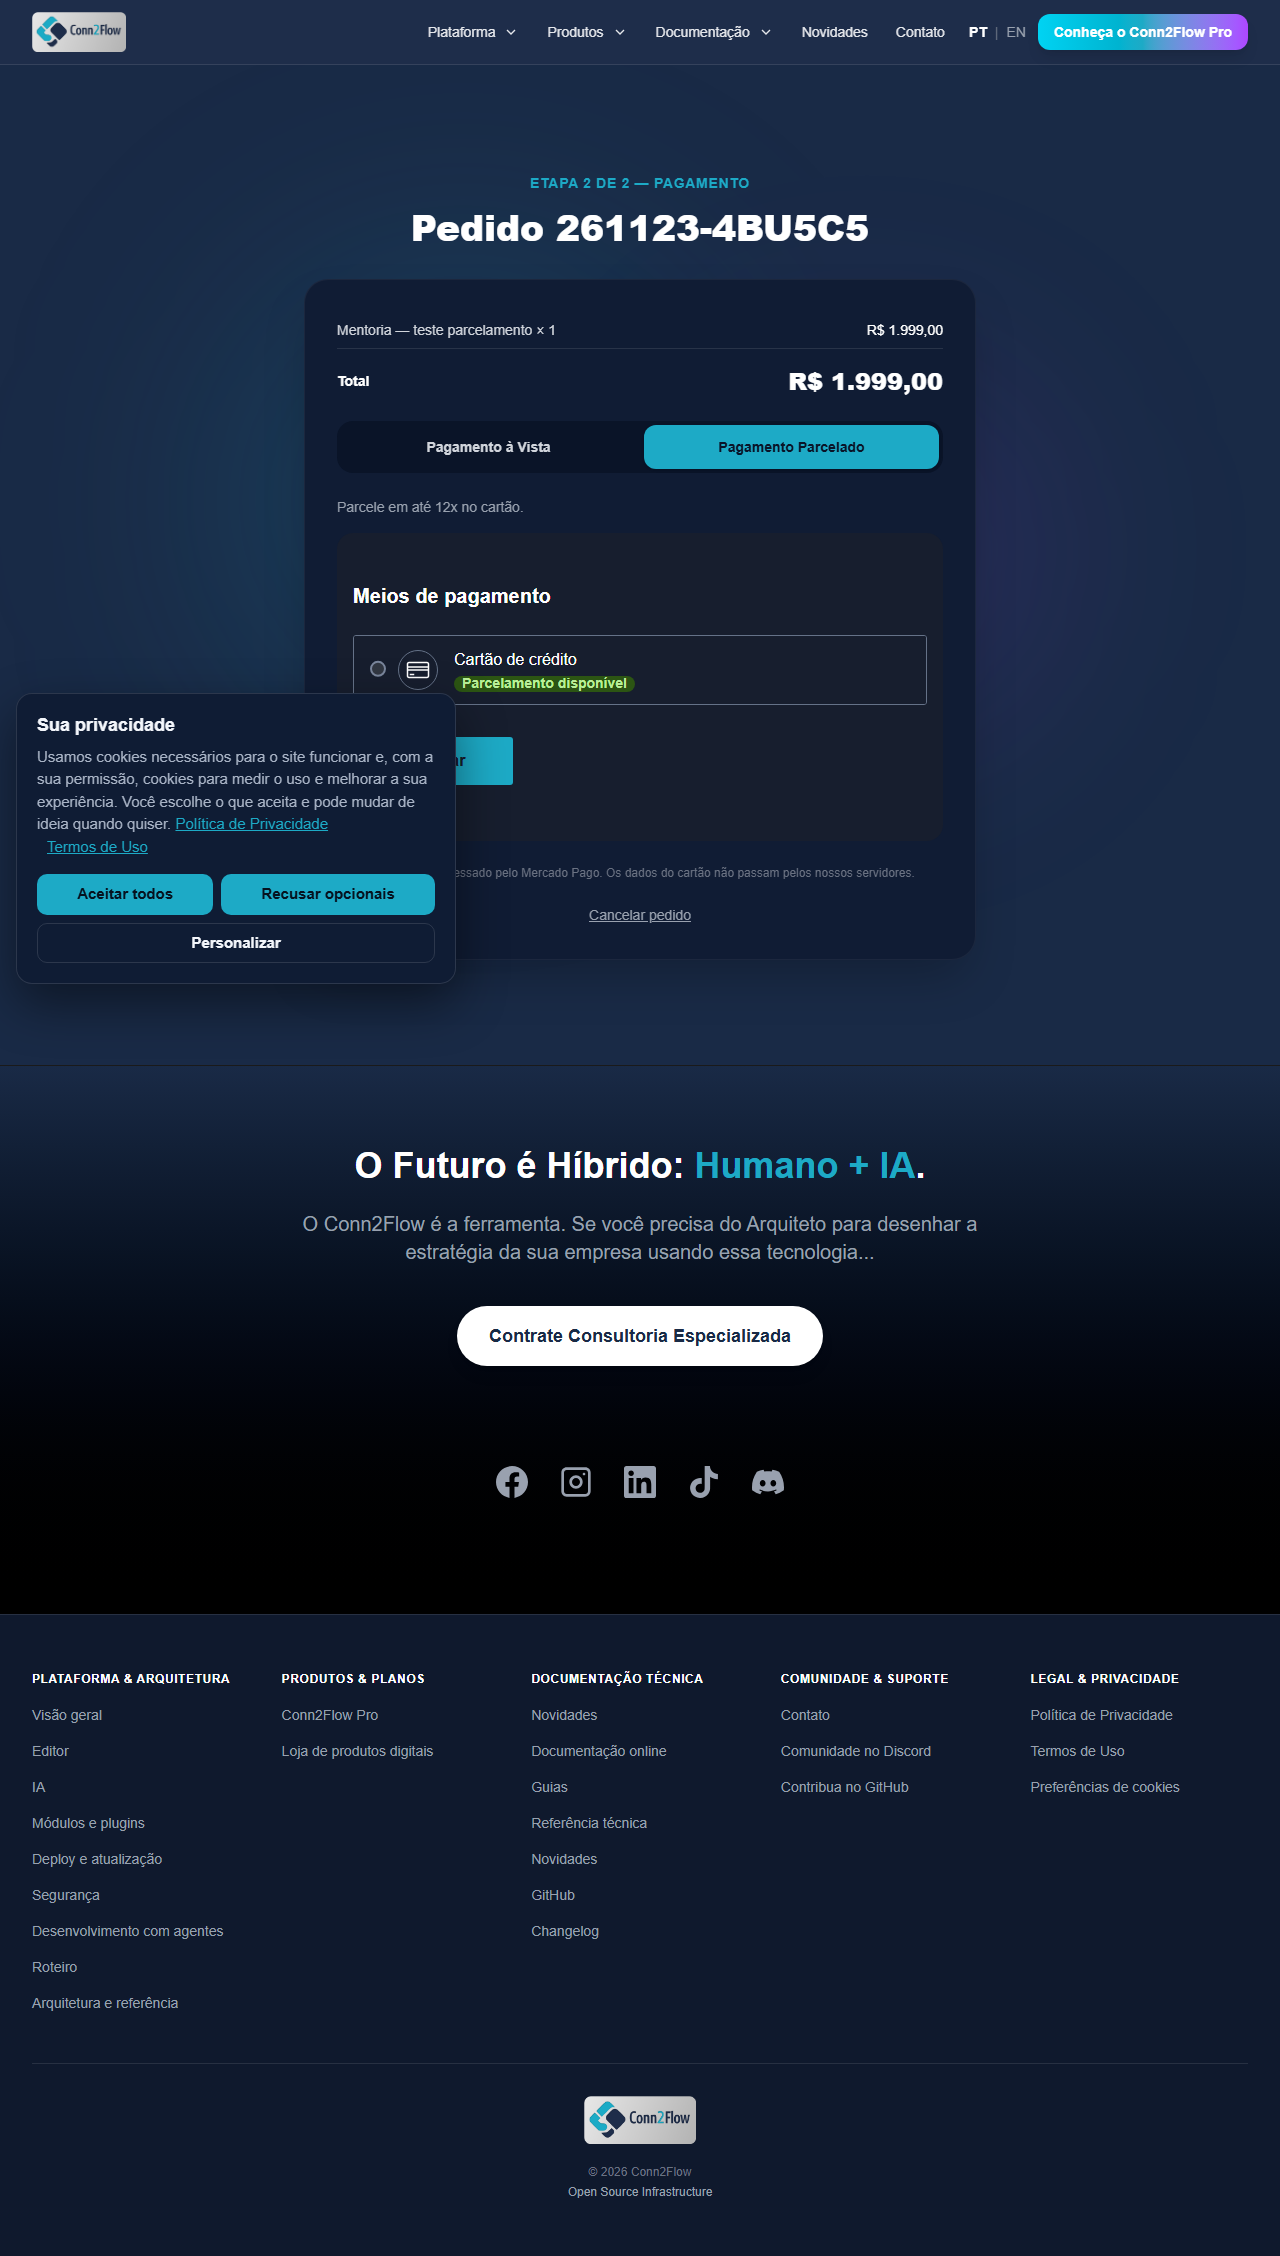 Conn2Flow
Plataforma
Produtos
Documentação
Novidades
Contato
PT | EN
Conheça o Conn2Flow Pro
ETAPA 2 DE 2 — PAGAMENTO
Pedido 261123-4BU5C5
Mentoria — teste parcelamento × 1 R$ 1.999,00
Total R$ 1.999,00
Pagamento à Vista
Pagamento Parcelado
Parcele em até 12x no cartão.
Meios de pagamento
Cartão de crédito
Parcelamento disponível
Sua privacidade
Usamos cookies necessários para o site funcionar e, com a
sua permissão, cookies para medir o uso e melhorar a sua
experiência. Você escolhe o que aceita e pode mudar de
ideia quando quiser. Política de Privacidade
Termos de Uso
Aceitar todos
Recusar opcionais
Personalizar
pelo Mercado Pago. Os dados do cartão não passam pelos nossos servidores.
Cancelar pedido
O Futuro é Híbrido: Humano + IA.
O Conn2Flow é a ferramenta. Se você precisa do Arquiteto para desenhar a
estratégia da sua empresa usando essa tecnologia...
Contrate Consultoria Especializada
PLATAFORMA & ARQUITETURA
Visão geral
Editor
IA
Módulos e plugins
Deploy e atualização
Segurança
Desenvolvimento com agentes
Roteiro
Arquitetura e referência
PRODUTOS & PLANOS
Conn2Flow Pro
Loja de produtos digitais
DOCUMENTAÇÃO TÉCNICA
Novidades
Documentação online
Guias
Referência técnica
Novidades
GitHub
Changelog
COMUNIDADE & SUPORTE
Contato
Comunidade no Discord
Contribua no GitHub
LEGAL & PRIVACIDADE
Política de Privacidade
Termos de Uso
Preferências de cookies
Conn2Flow
© 2026 Conn2Flow
Open Source Infrastructure